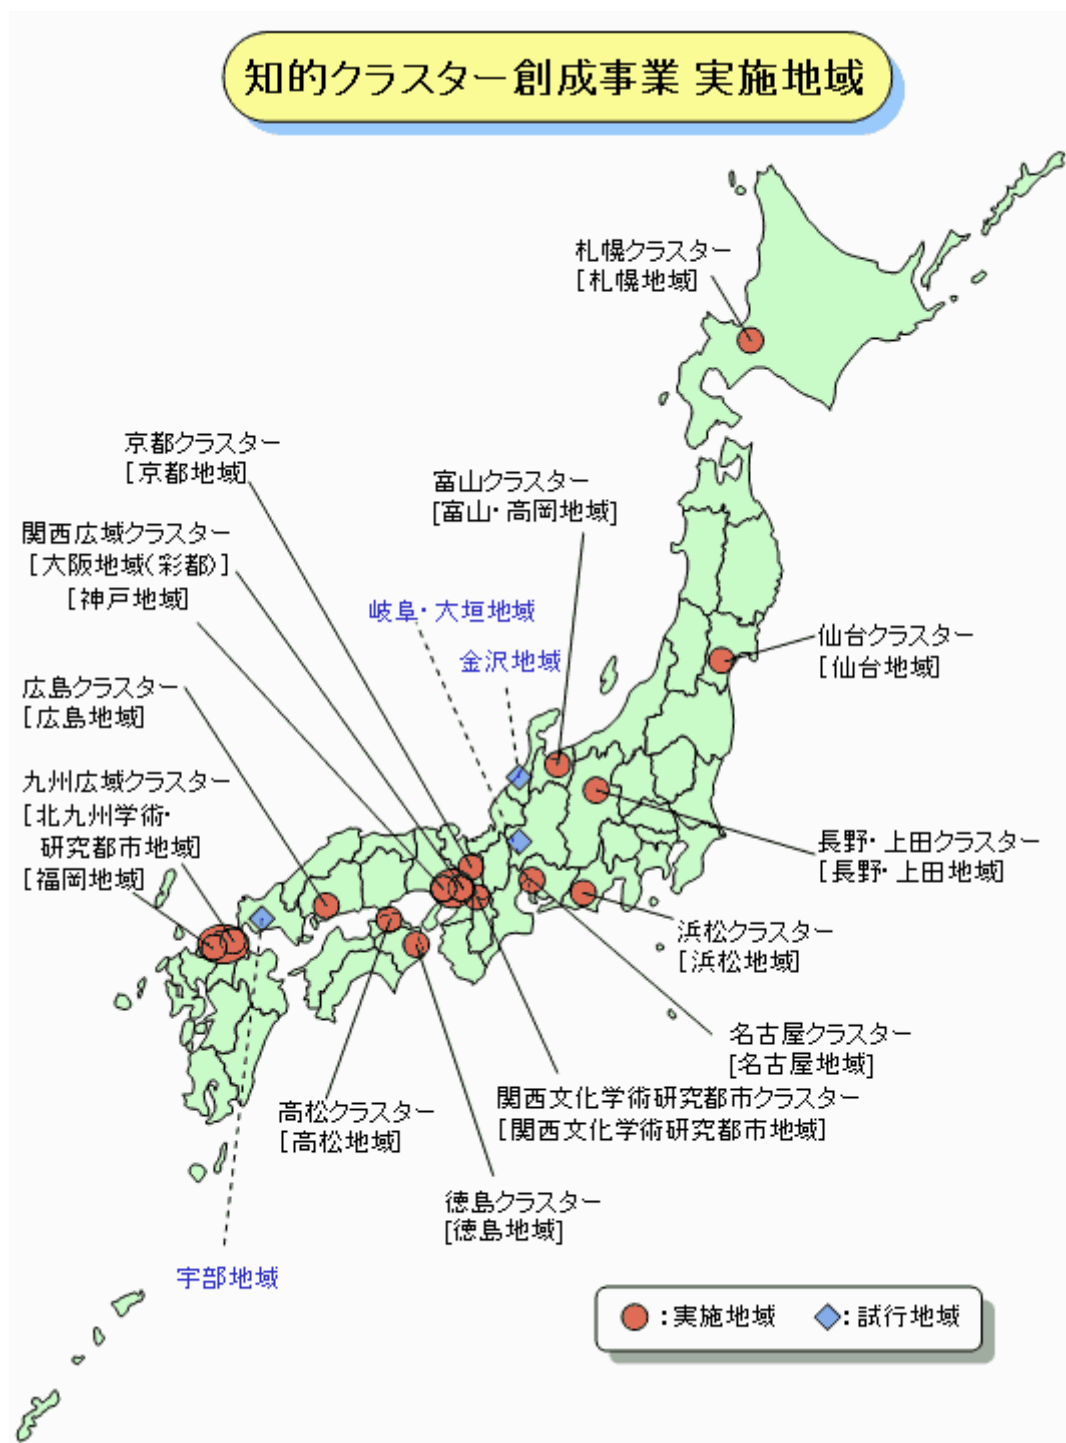 知的クラスター創成事業 実施地域
札幌クラスター
[札幌地域]
京都クラスター
[京都地域]
富山クラスター
[富山・高岡地域]
関西広域クラスター
[大阪地域(彩都)]
[神戸地域]
岐阜・大垣地域
金沢地域
仙台クラスター
[仙台地域]
広島クラスター
[広島地域]
九州広域クラスター
[北九州学術・
研究都市地域]
[福岡地域]
長野・上田クラスター
[長野・上田地域]
浜松クラスター
[浜松地域]
名古屋クラスター
[名古屋地域]
関西文化学術研究都市クラスター
[関西文化学術研究都市地域]
高松クラスター
[高松地域]
徳島クラスター
[徳島地域]
宇部地域
:実施地域
:試行地域